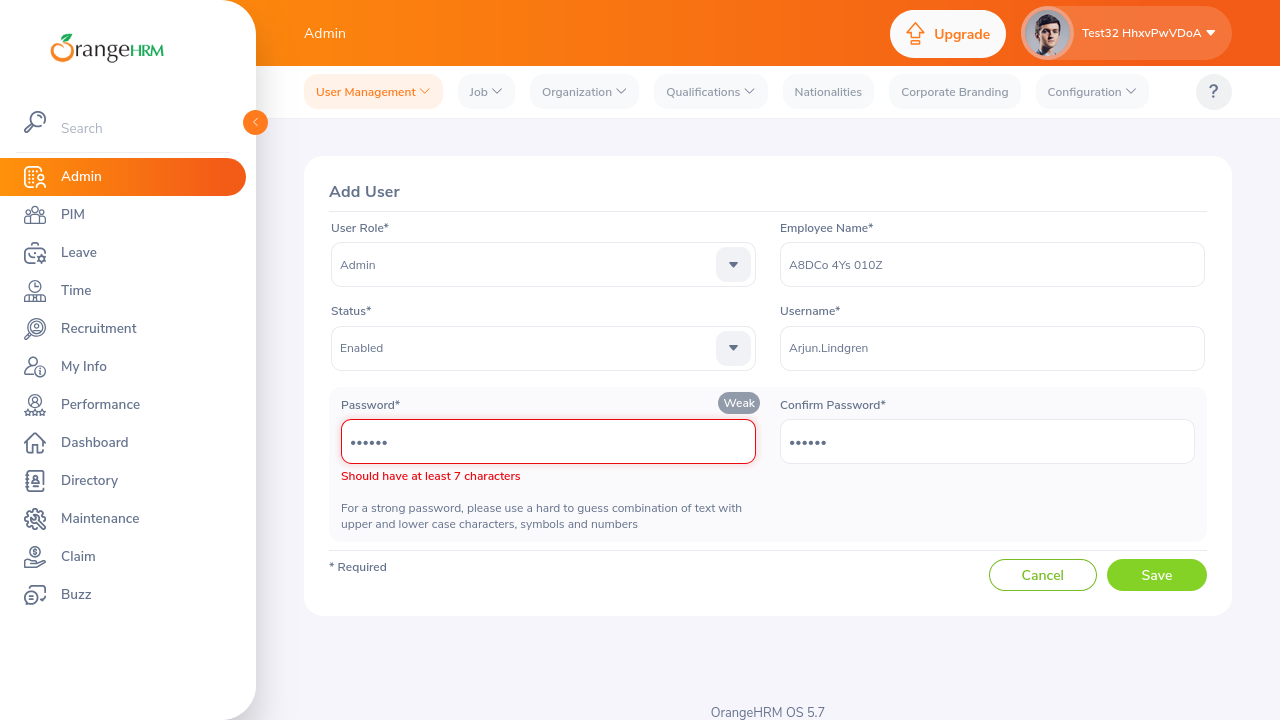 OrangeHRM
Search
Admin
PIM
Leave
Time
Recruitment
My Info
Performance
Dashboard
Directory
Maintenance
Claim
Buzz
Admin
Upgrade
Test32 HhxvPwVDoA
User Management
Job
Organization
Qualifications
Nationalities
Corporate Branding
Configuration
?
Add User
User Role*
Employee Name*
Admin
A8DCo 4Ys 010Z
Status*
Username*
Enabled
Arjun.Lindgren
Password*
Weak
Confirm Password*
••••••
••••••
Should have at least 7 characters
For a strong password, please use a hard to guess combination of text with
upper and lower case characters, symbols and numbers
* Required
Cancel
Save
OrangeHRM OS 5.7